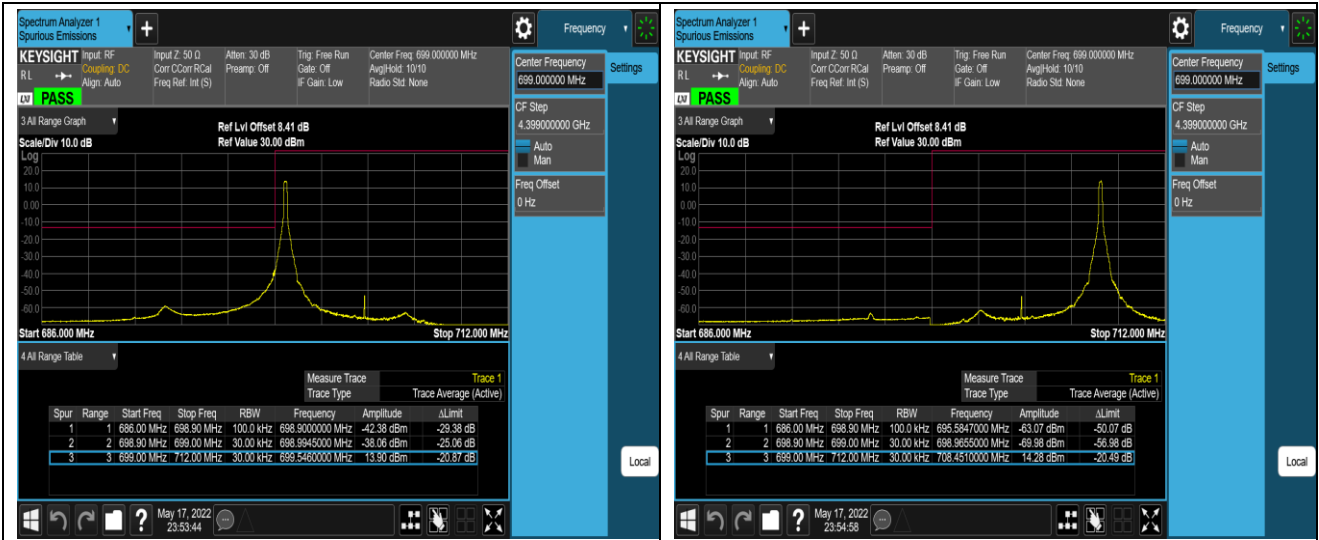 Spectrum Analyzer 1
Spurious Emissions
+
Frequency
KEYSIGHT Input: RF Input Z: 50 Ω Atten: 30 dB Trig: Free Run Center Freq: 699.000000 MHz
RL Coupling: DC Corr CCorr RCal Preamp: Off Gate: Off Avg|Hold: 10/10
Align: Auto Freq Ref: Int (S) IF Gain: Low Radio Std: None
LXI PASS
Center Frequency
699.000000 MHz
Settings
CF Step
4.399000000 GHz
Auto
Man
Freq Offset
0 Hz
3 All Range Graph
Ref Lvl Offset 8.41 dB
Scale/Div 10.0 dB Ref Value 30.00 dBm
Log
20.0
10.0
0.00
-10.0
-20.0
-30.0
-40.0
-50.0
-60.0
Start 686.000 MHz Stop 712.000 MHz
4 All Range Table
Measure Trace Trace 1
Trace Type Trace Average (Active)
Spur Range Start Freq Stop Freq RBW Frequency Amplitude ΔLimit
1 1 686.00 MHz 698.90 MHz 100.0 kHz 698.9000000 MHz -42.38 dBm -29.38 dB
2 2 698.90 MHz 699.00 MHz 30.00 kHz 698.9945000 MHz -38.06 dBm -25.06 dB
3 3 699.00 MHz 712.00 MHz 30.00 kHz 699.5460000 MHz 13.90 dBm -20.87 dB
Local
?
May 17, 2022
23:53:44
Spectrum Analyzer 1
Spurious Emissions
+
Frequency
KEYSIGHT Input: RF Input Z: 50 Ω Atten: 30 dB Trig: Free Run Center Freq: 699.000000 MHz
RL Coupling: DC Corr CCorr RCal Preamp: Off Gate: Off Avg|Hold: 10/10
Align: Auto Freq Ref: Int (S) IF Gain: Low Radio Std: None
LXI PASS
Center Frequency
699.000000 MHz
Settings
CF Step
4.399000000 GHz
Auto
Man
Freq Offset
0 Hz
3 All Range Graph
Ref Lvl Offset 8.41 dB
Scale/Div 10.0 dB Ref Value 30.00 dBm
Log
20.0
10.0
0.00
-10.0
-20.0
-30.0
-40.0
-50.0
-60.0
Start 686.000 MHz Stop 712.000 MHz
4 All Range Table
Measure Trace Trace 1
Trace Type Trace Average (Active)
Spur Range Start Freq Stop Freq RBW Frequency Amplitude ΔLimit
1 1 686.00 MHz 698.90 MHz 100.0 kHz 695.5847000 MHz -63.07 dBm -50.07 dB
2 2 698.90 MHz 699.00 MHz 30.00 kHz 698.9655000 MHz -69.98 dBm -56.98 dB
3 3 699.00 MHz 712.00 MHz 30.00 kHz 708.4510000 MHz 14.28 dBm -20.49 dB
Local
?
May 17, 2022
23:54:58